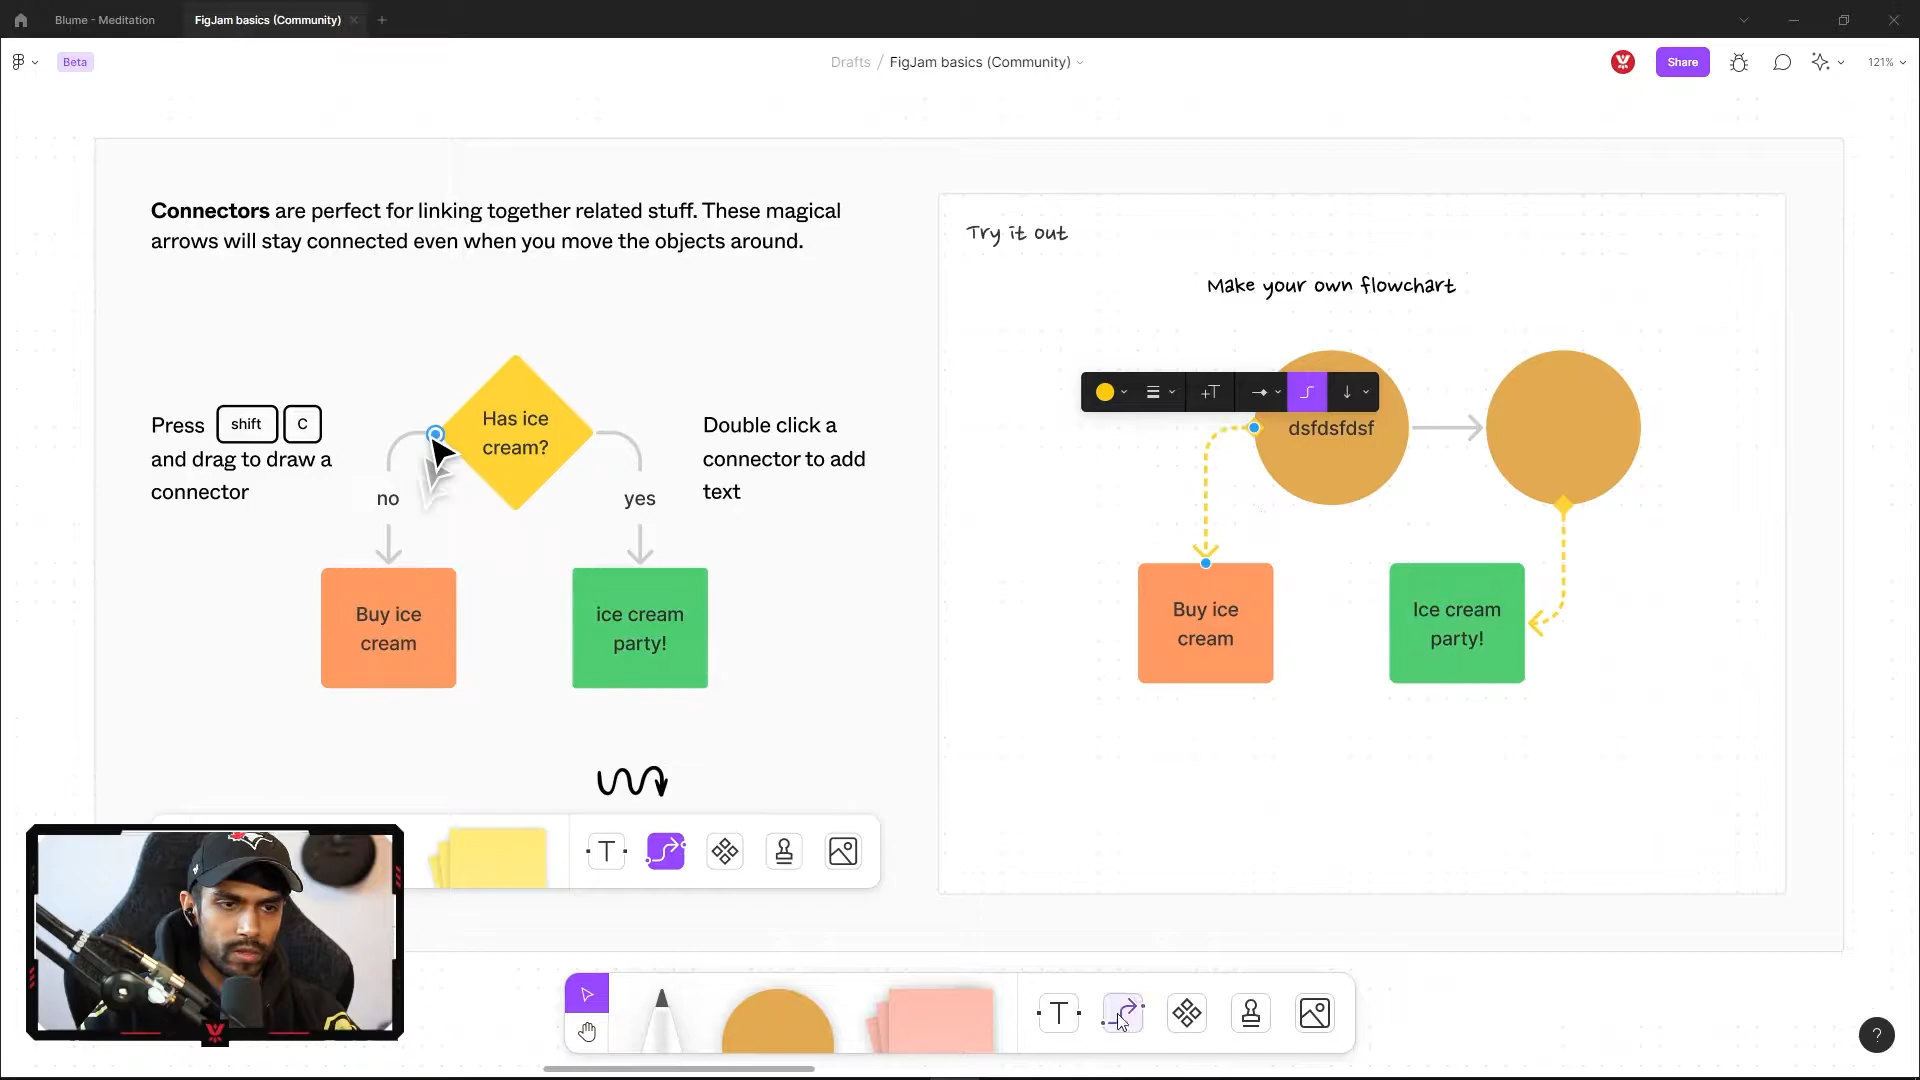 Blume - Meditation
FigJam basics (Community)
Beta
Drafts / FigJam basics (Community)
Share
121%
Connectors are perfect for linking together related stuff. These magical
arrows will stay connected even when you move the objects around.
Press shift C
and drag to draw a
connector
Has ice
cream?
no
yes
Buy ice
cream
ice cream
party!
Double click a
connector to add
text
T
Try it out
Make your own flowchart
+T
dsfdsfdsf
Buy ice
cream
Ice cream
party!
T
?